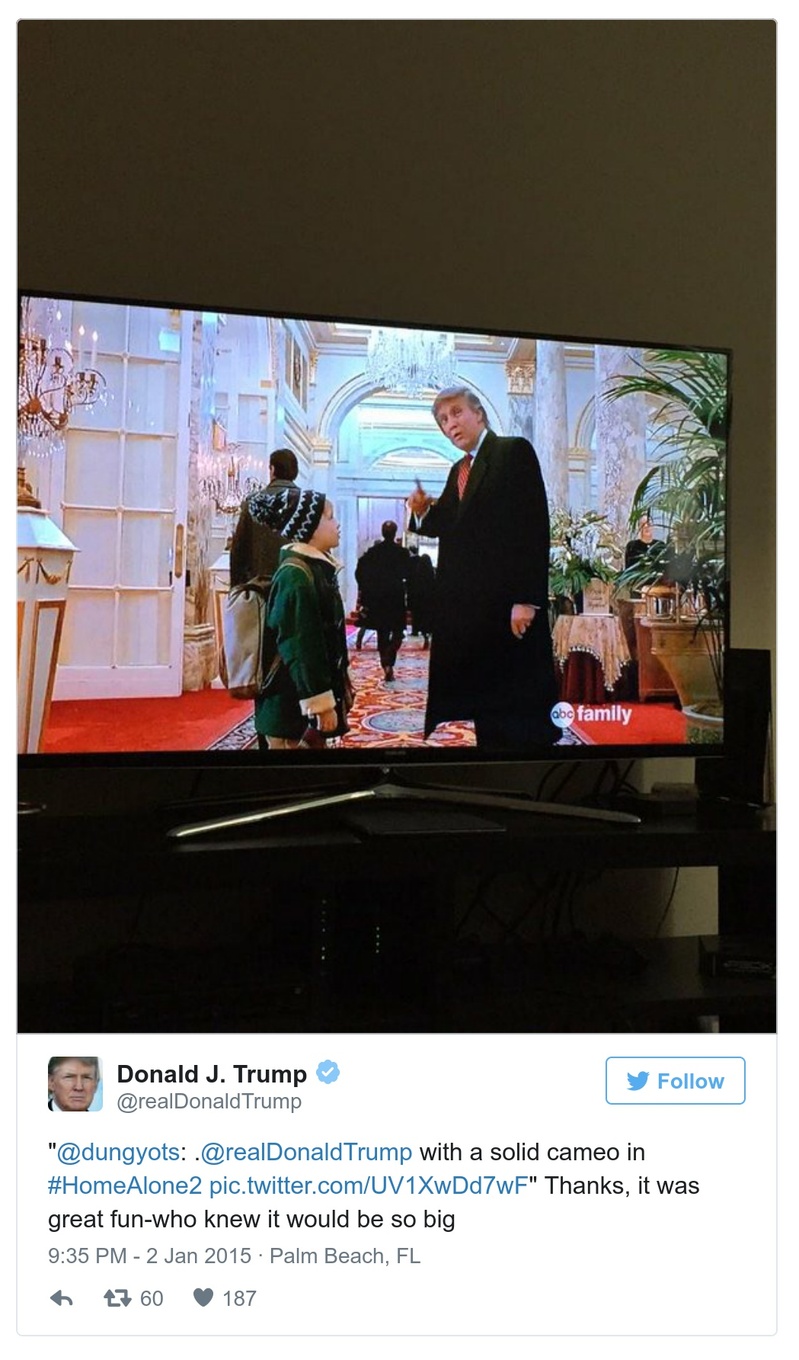 abc family
Donald J. Trump
@realDonaldTrump
Follow
"@dungyots: .@realDonaldTrump with a solid cameo in
#HomeAlone2 pic.twitter.com/UV1XwDd7wF" Thanks, it was
great fun-who knew it would be so big
9:35 PM - 2 Jan 2015 · Palm Beach, FL
60 187